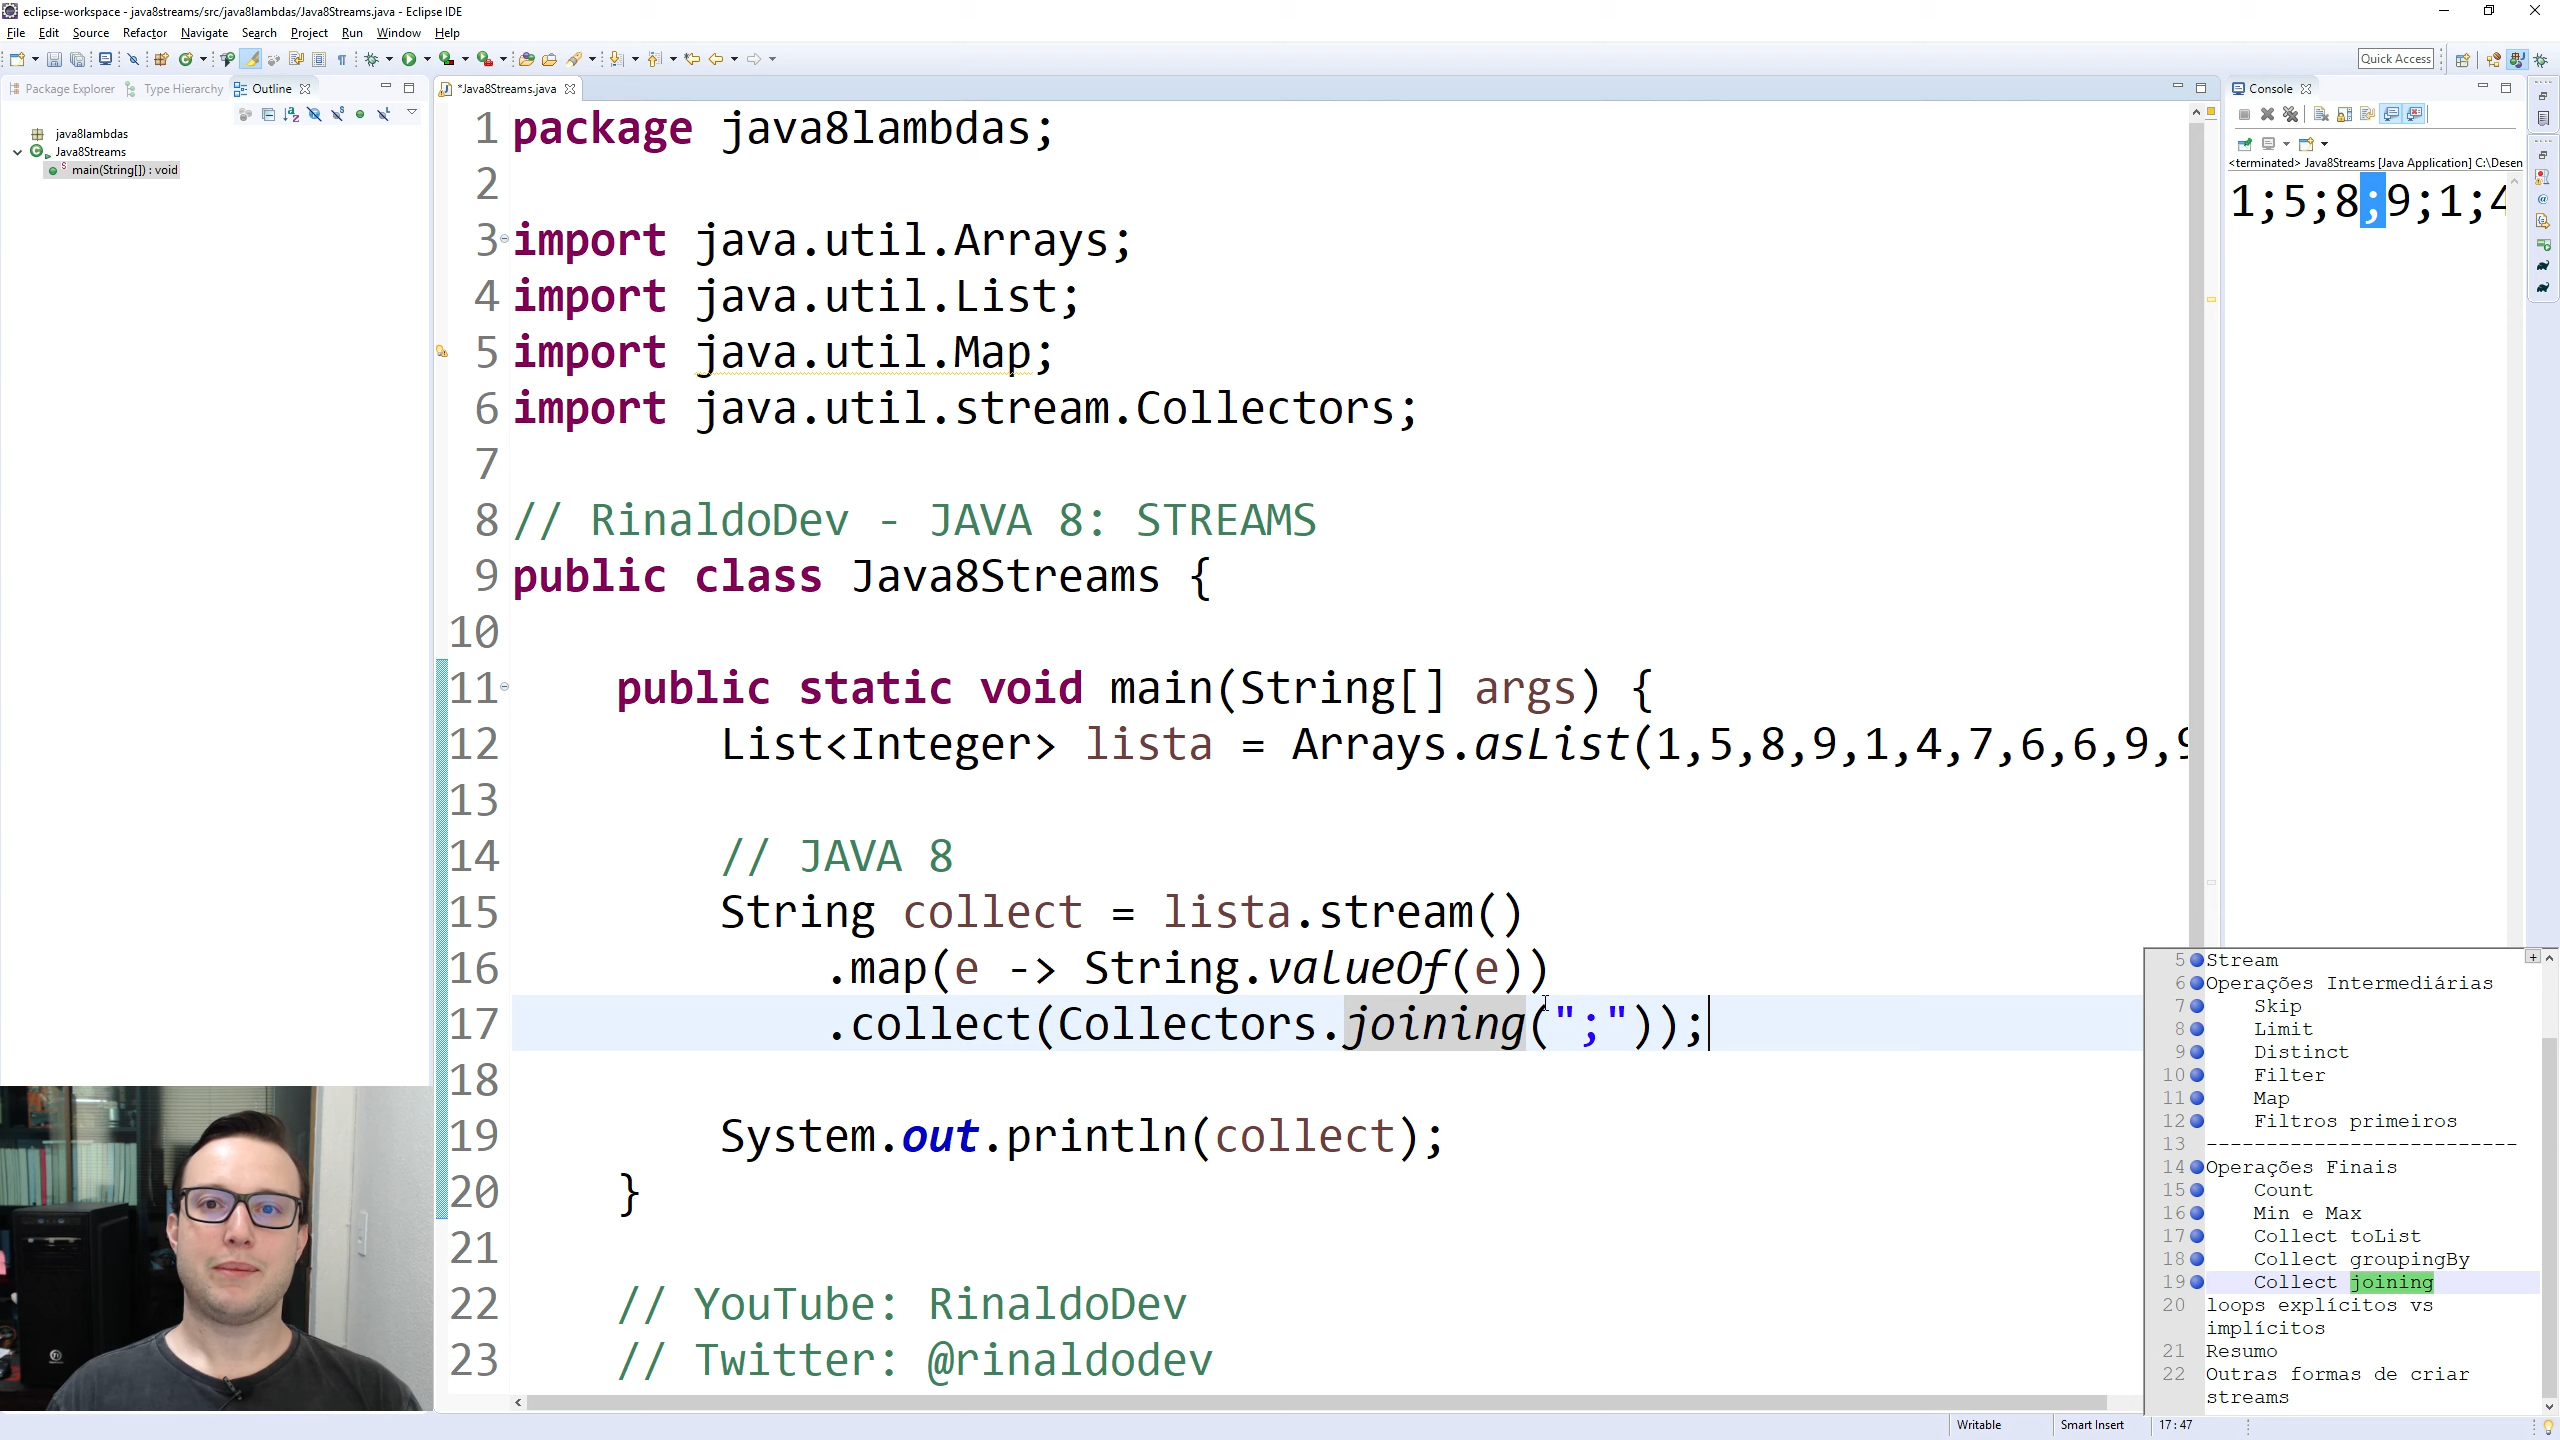 eclipse-workspace - java8streams/src/java8lambdas/Java8Streams.java - Eclipse IDE
File Edit Source Refactor Navigate Search Project Run Window Help
Quick Access
Package Explorer Type Hierarchy Outline
java8lambdas
Java8Streams
main(String[]) : void
*Java8Streams.java
1 package java8lambdas;
2
3 import java.util.Arrays;
4 import java.util.List;
5 import java.util.Map;
6 import java.util.stream.Collectors;
7
8 // RinaldoDev - JAVA 8: STREAMS
9 public class Java8Streams {
10
11 public static void main(String[] args) {
12 List<Integer> lista = Arrays.asList(1,5,8,9,1,4,7,6,6,9,9
13
14 // JAVA 8
15 String collect = lista.stream()
16 .map(e -> String.valueOf(e))
17 .collect(Collectors.joining(";"));
18
19 System.out.println(collect);
20 }
21
22 // YouTube: RinaldoDev
23 // Twitter: @rinaldodev
Console
<terminated> Java8Streams [Java Application] C:\Desen
1;5;8;9;1;4
5 Stream
6 Operações Intermediárias
7 Skip
8 Limit
9 Distinct
10 Filter
11 Map
12 Filtros primeiros
13 --------------------------
14 Operações Finais
15 Count
16 Min e Max
17 Collect toList
18 Collect groupingBy
19 Collect joining
20 loops explícitos vs
implícitos
21 Resumo
22 Outras formas de criar
streams
Writable Smart Insert 17 : 47